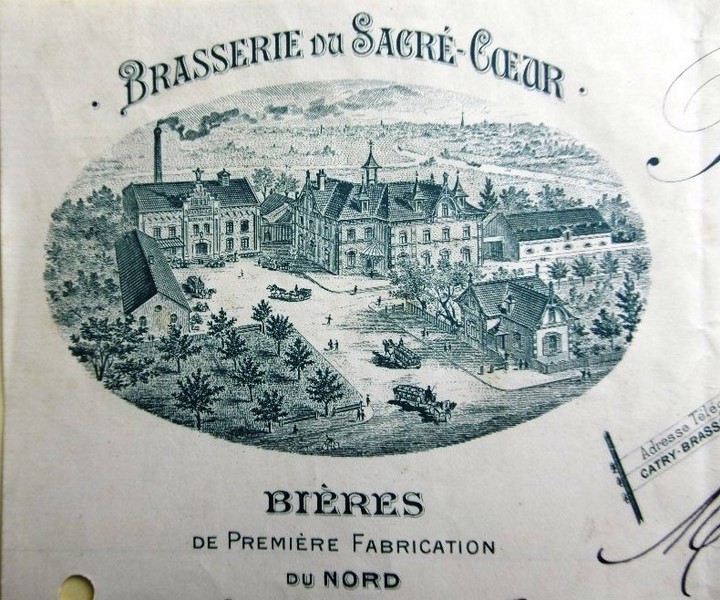 BRASSERIE DU SACRÉ-CŒUR
BIÈRES
DE PREMIÈRE FABRICATION
DU NORD
Adresse Télé
CATRY-BRASS